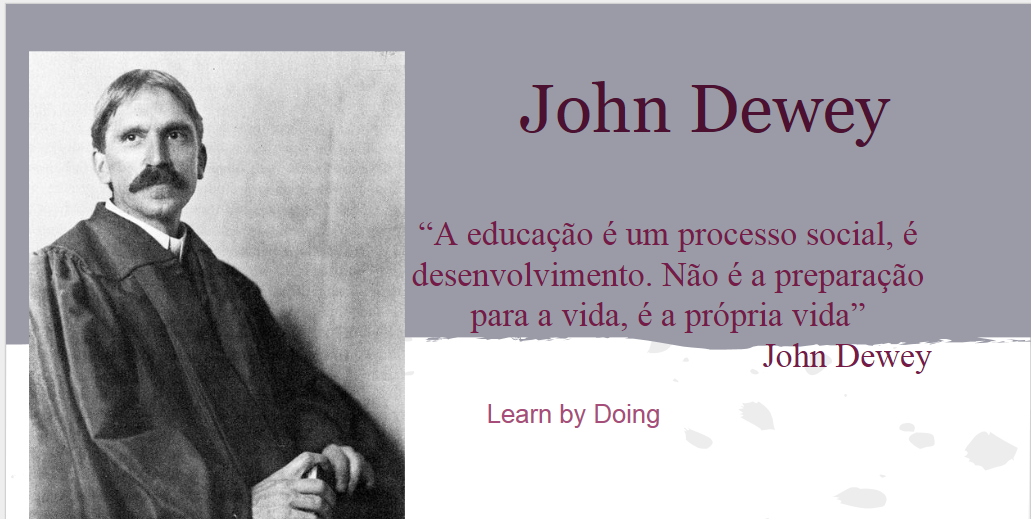 John Dewey
“A educação é um processo social, é
desenvolvimento. Não é a preparação
para a vida, é a própria vida”
John Dewey
Learn by Doing